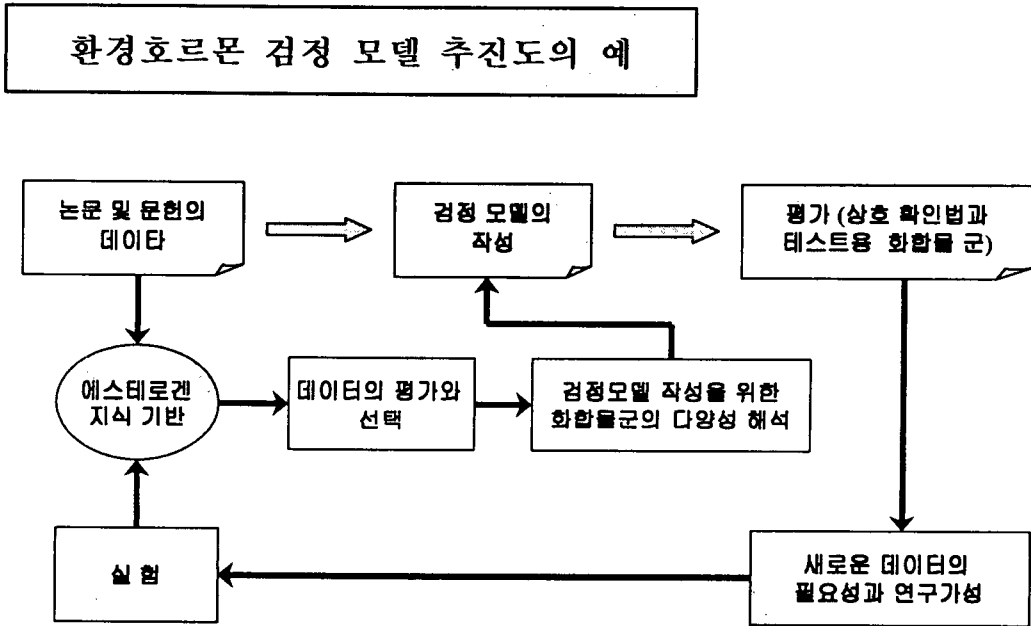 환경호르몬 검정 모델 추진도의 예
논문 및 문헌의
데이타
검정 모델의
작성
평가 (상호 확인법과
테스트용 화합물 군)
에스테로겐
지식 기반
데이터의 평가와
선택
검정모델 작성을 위한
화합물군의 다양성 해석
실 험
새로운 데이터의
필요성과 연구가성